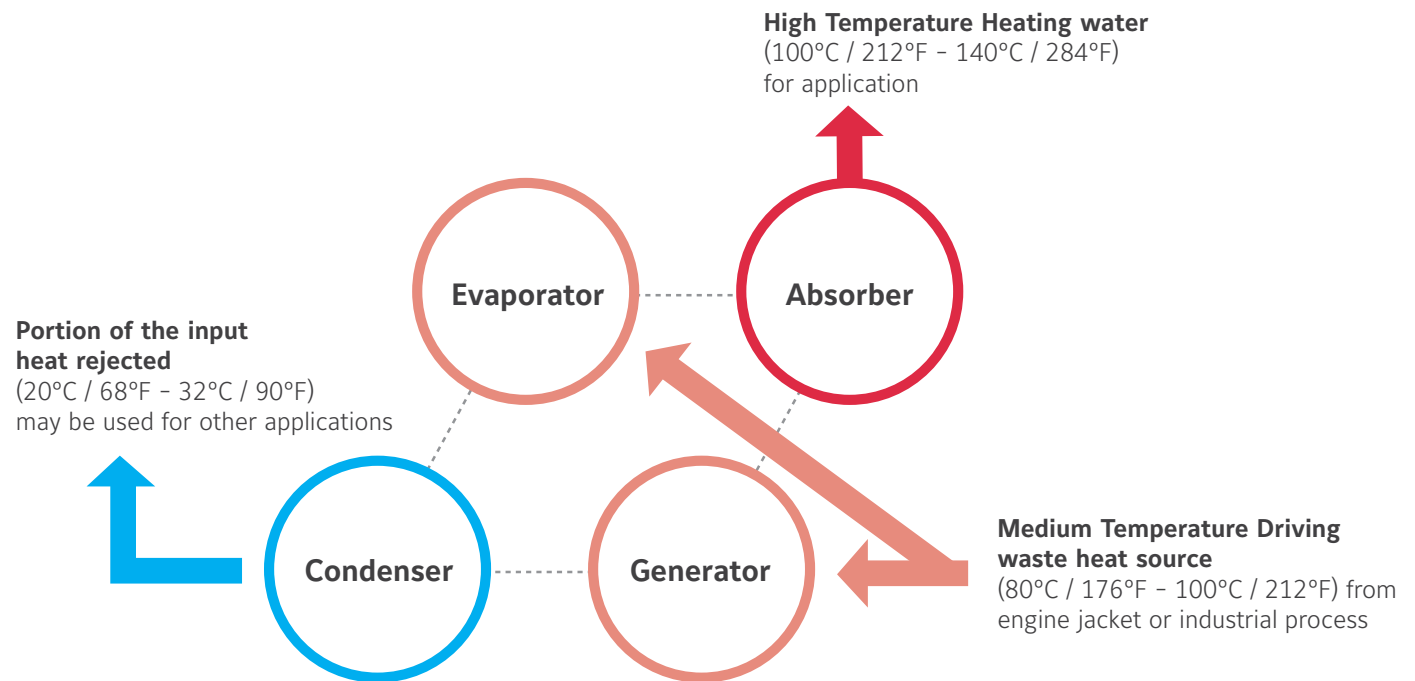 High Temperature Heating water
(100°C / 212°F – 140°C / 284°F)
for application
Evaporator
Absorber
Portion of the input
heat rejected
(20°C / 68°F – 32°C / 90°F)
may be used for other applications
Condenser
Generator
Medium Temperature Driving
waste heat source
(80°C / 176°F – 100°C / 212°F) from
engine jacket or industrial process